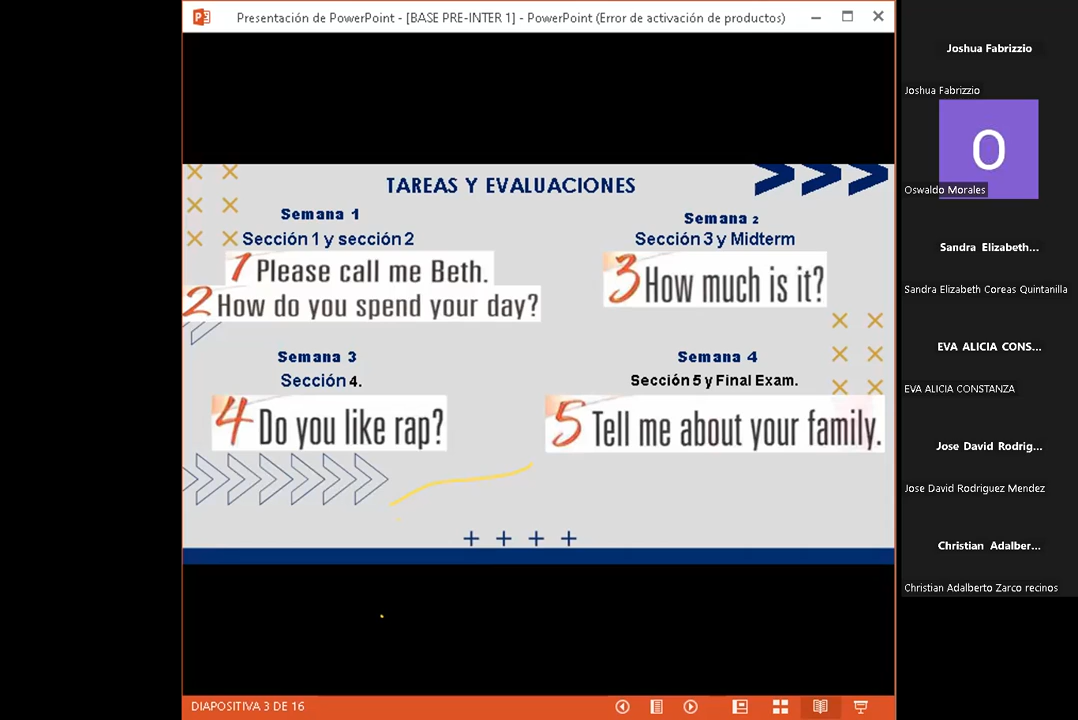 Presentación de PowerPoint - [BASE PRE-INTER 1] - PowerPoint (Error de activación de productos)
TAREAS Y EVALUACIONES
Semana 1
Sección 1 y sección 2
1 Please call me Beth.
2 How do you spend your day?
Semana 2
Sección 3 y Midterm
3 How much is it?
Semana 3
Sección 4.
4 Do you like rap?
Semana 4
Sección 5 y Final Exam.
5 Tell me about your family.
DIAPOSITIVA 3 DE 16
Joshua Fabrizzio
Joshua Fabrizzio
O
Oswaldo Morales
Sandra Elizabeth...
Sandra Elizabeth Coreas Quintanilla
EVA ALICIA CONS...
EVA ALICIA CONSTANZA
Jose David Rodrig...
Jose David Rodriguez Mendez
Christian Adalber...
Christian Adalberto Zarco recinos